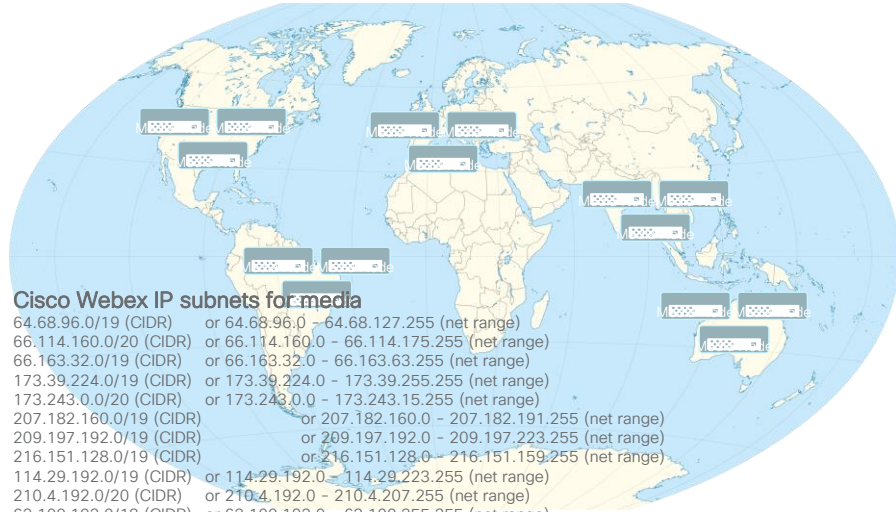 Cisco Webex IP subnets for media
64.68.96.0/19 (CIDR) or 64.68.96.0 - 64.68.127.255 (net range)
66.114.160.0/20 (CIDR) or 66.114.160.0 - 66.114.175.255 (net range)
66.163.32.0/19 (CIDR) or 66.163.32.0 - 66.163.63.255 (net range)
173.39.224.0/19 (CIDR) or 173.39.224.0 - 173.39.255.255 (net range)
173.243.0.0/20 (CIDR) or 173.243.0.0 - 173.243.15.255 (net range)
207.182.160.0/19 (CIDR) or 207.182.160.0 - 207.182.191.255 (net range)
209.197.192.0/19 (CIDR) or 209.197.192.0 - 209.197.223.255 (net range)
216.151.128.0/19 (CIDR) or 216.151.128.0 - 216.151.159.255 (net range)
114.29.192.0/19 (CIDR) or 114.29.192.0 - 114.29.223.255 (net range)
210.4.192.0/20 (CIDR) or 210.4.192.0 - 210.4.207.255 (net range)